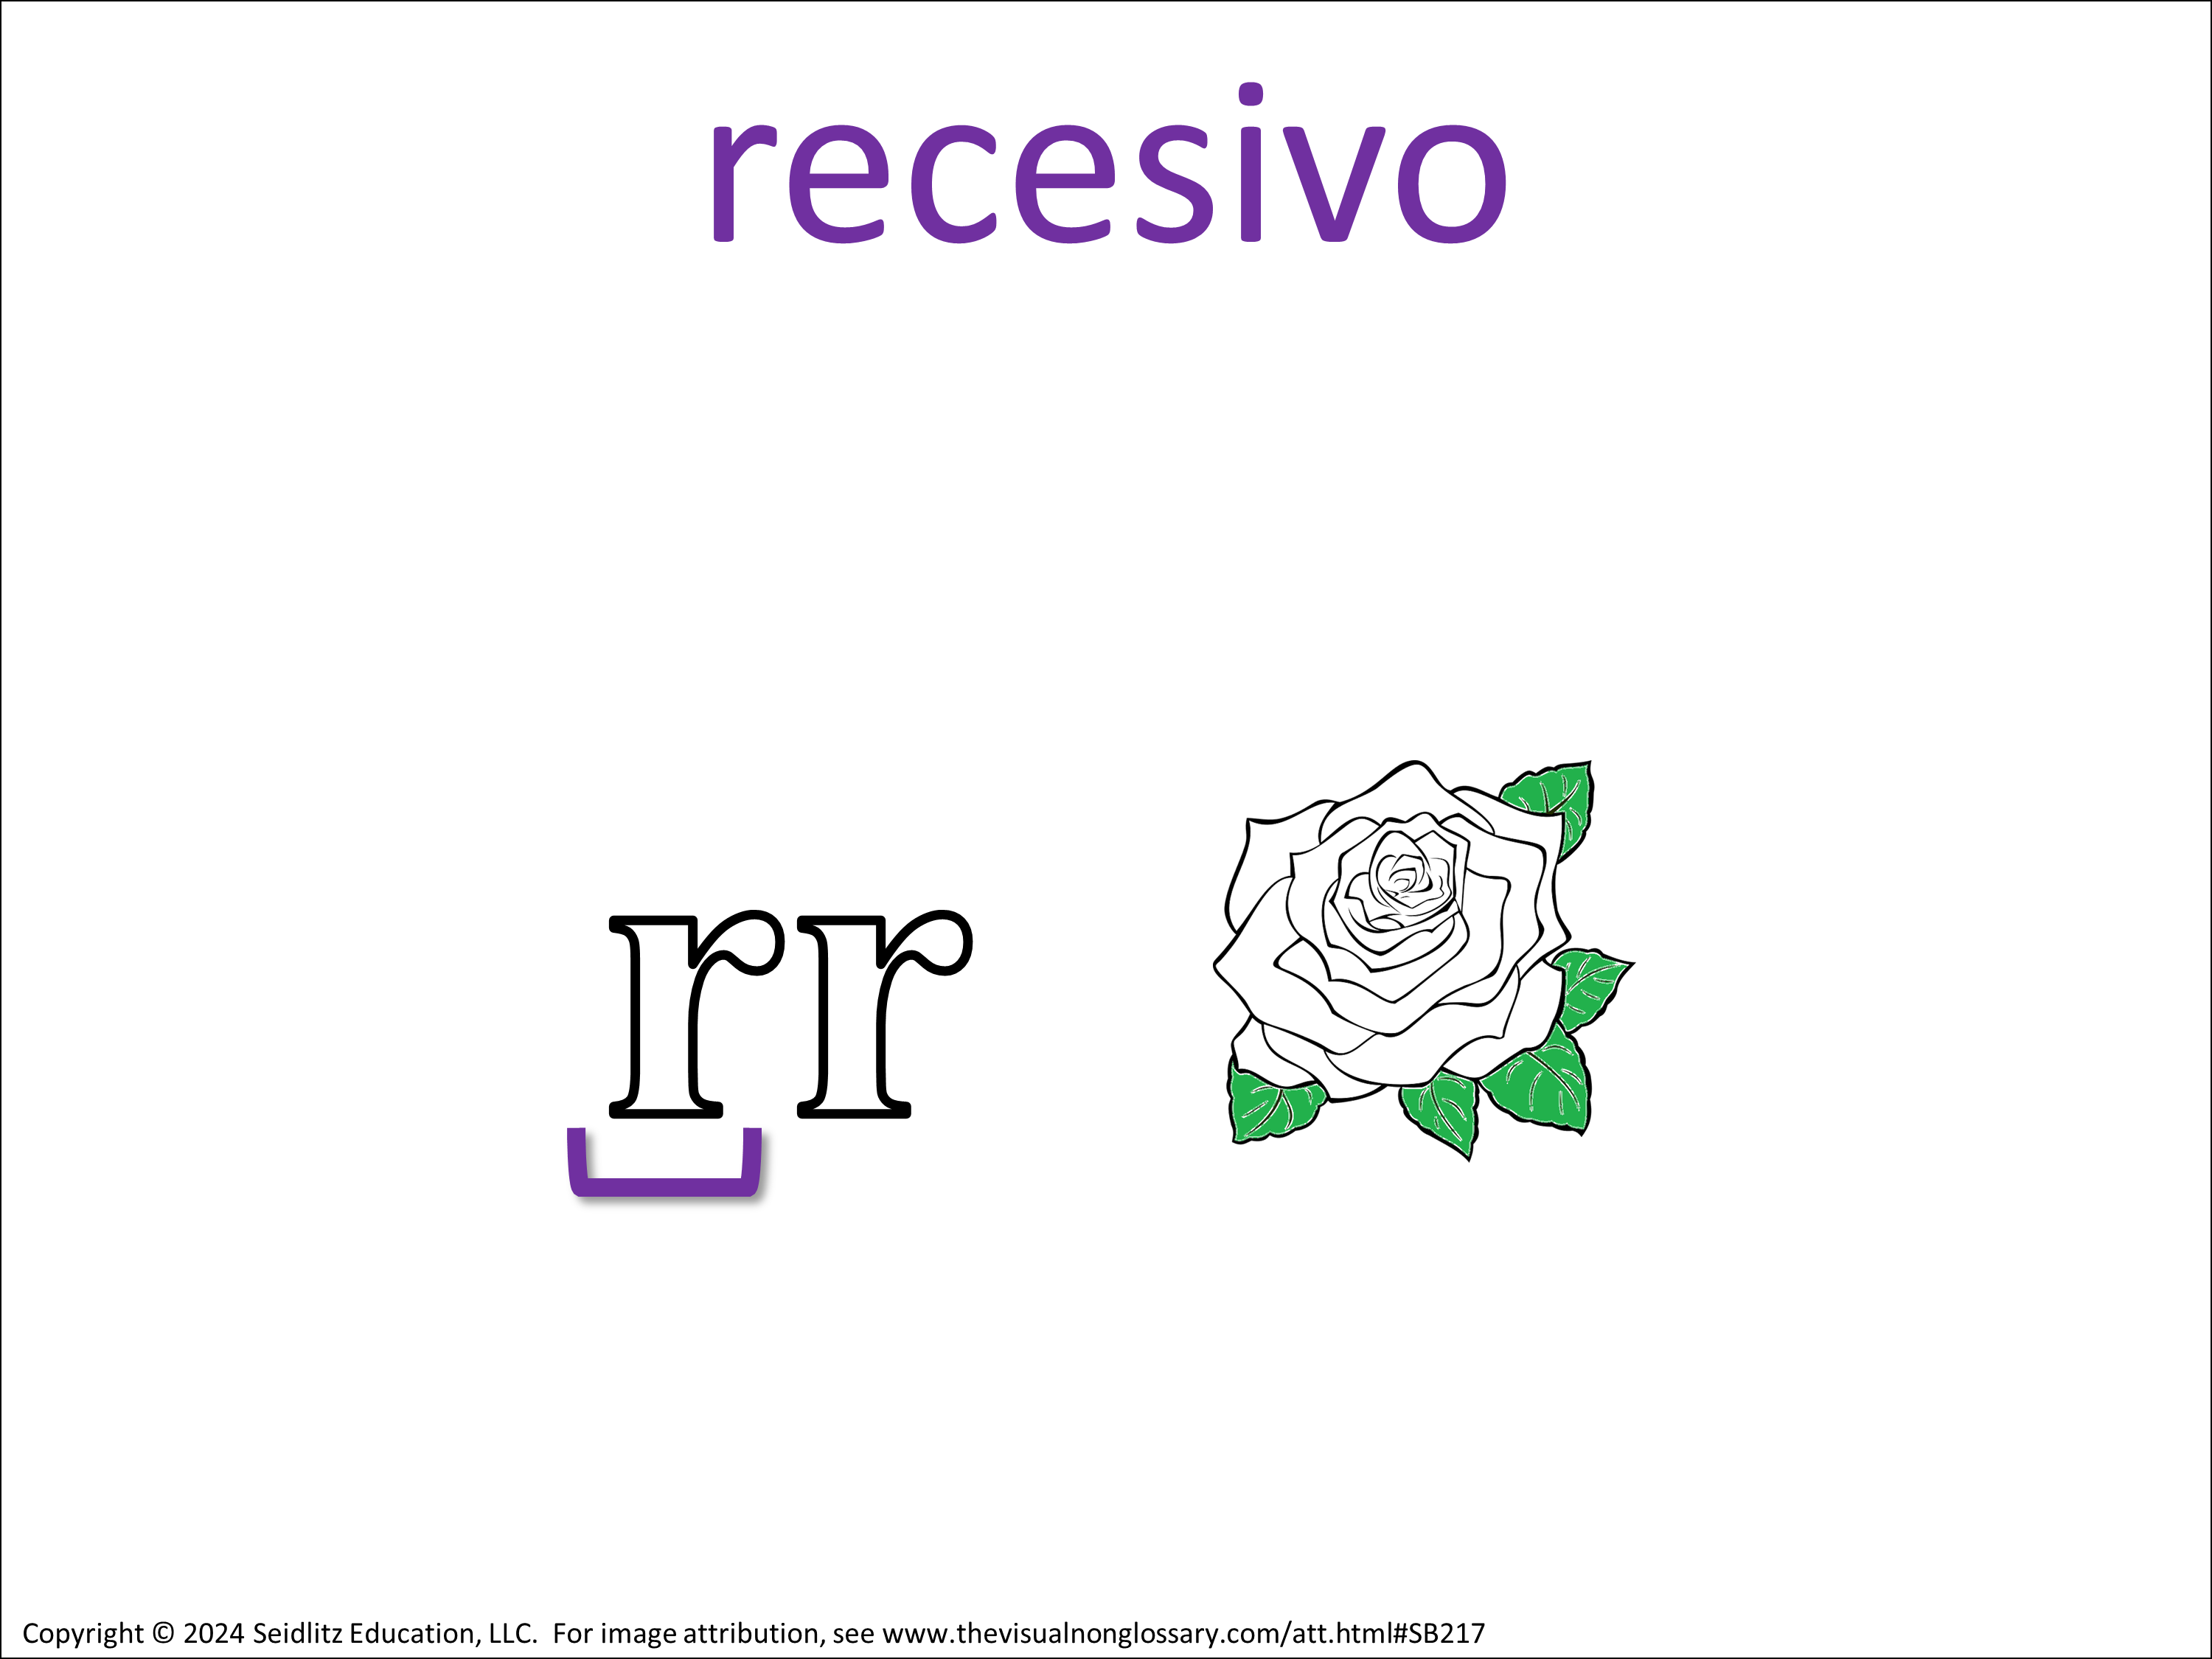 recesivo
rr
Copyright © 2024 Seidlitz Education, LLC.  For image attribution, see www.thevisualnonglossary.com/att.html#SB217